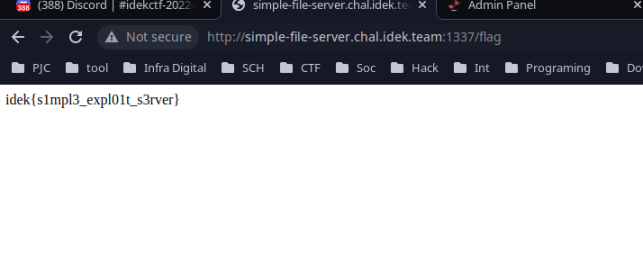 388
(388) Discord | #idekctf-2022-
simple-file-server.chal.idek.te
Admin Panel
Not secure
http://simple-file-server.chal.idek.team:1337/flag
PJC tool Infra Digital SCH CTF Soc Hack Int Programing Do
idek{s1mpl3_expl01t_s3rver}